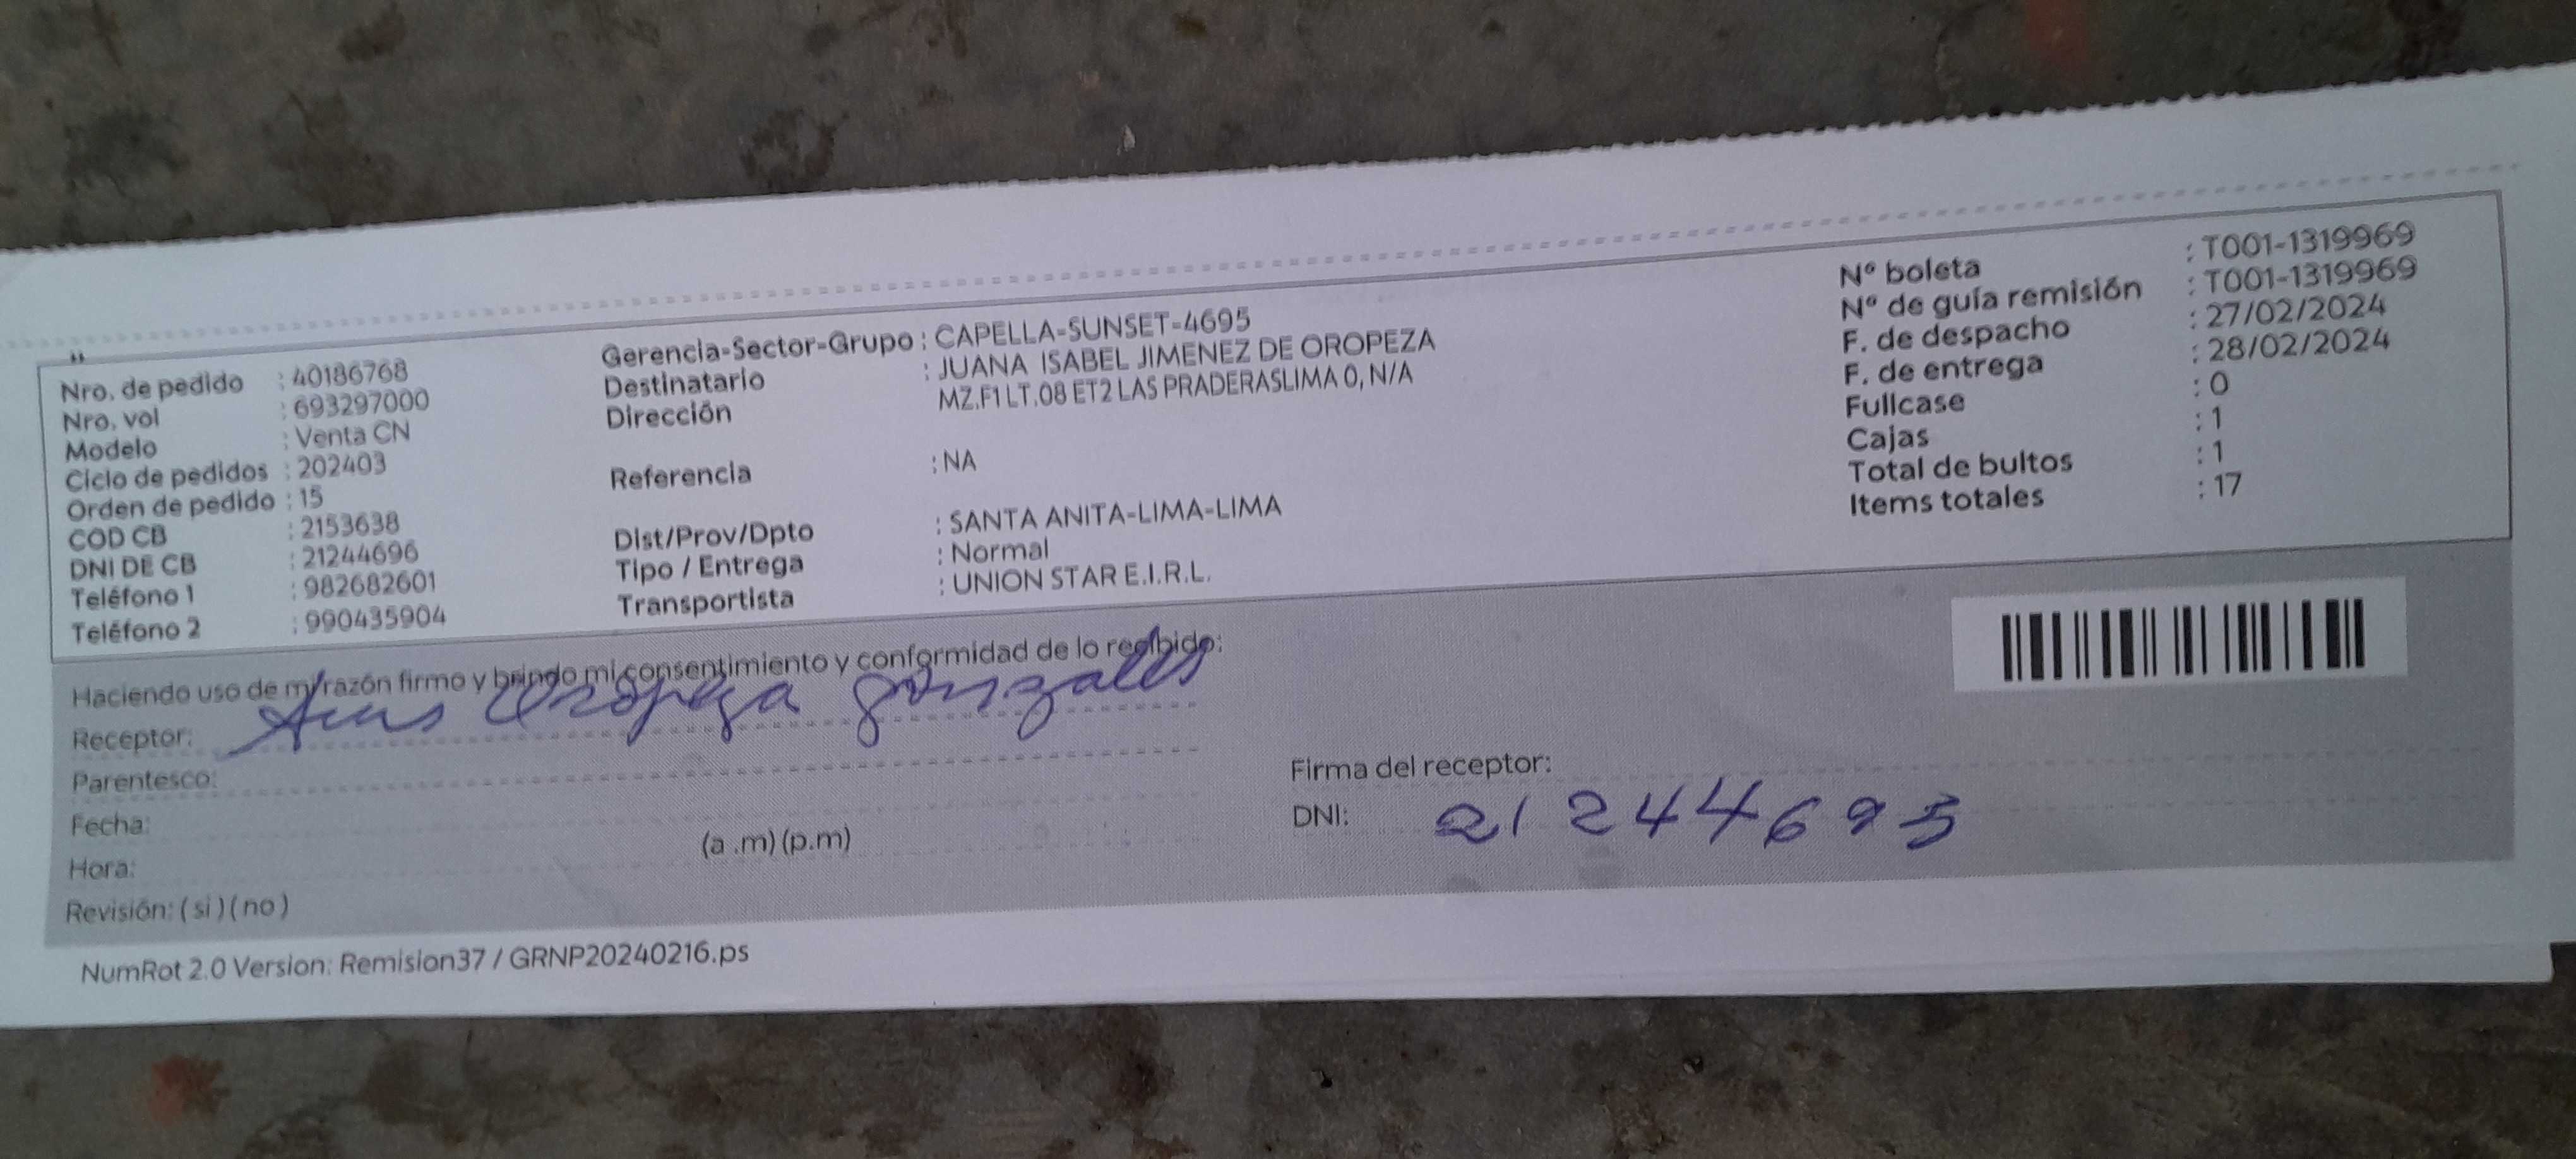 Nro. de pedido : 40186768
Nro. vol : 693297000
Modelo : Venta CN
Ciclo de pedidos : 202403
Orden de pedido : 15
COD CB : 2153638
DNI DE CB : 21244696
Teléfono 1 : 982682601
Teléfono 2 : 990435904
Gerencia-Sector-Grupo : CAPELLA-SUNSET-4695
Destinatario : JUANA ISABEL JIMENEZ DE OROPEZA
Dirección MZ.F1 LT.08 ET2 LAS PRADERASLIMA 0, N/A
Referencia : NA
Dist/Prov/Dpto : SANTA ANITA-LIMA-LIMA
Tipo / Entrega : Normal
Transportista : UNION STAR E.I.R.L.
Nº boleta : T001-1319969
Nº de guía remisión : T001-1319969
F. de despacho : 27/02/2024
F. de entrega : 28/02/2024
Fullcase : 0
Cajas : 1
Total de bultos : 1
Items totales : 17
Haciendo uso de mi razón firmo y brindo mi consentimiento y conformidad de lo recibido:
Receptor: Oropeza Gonzales
Parentesco:
Fecha:
Hora: (a .m) (p.m)
Revisión: ( si ) ( no )
Firma del receptor:
DNI: 21244695
NumRot 2.0 Version: Remision37 / GRNP20240216.ps